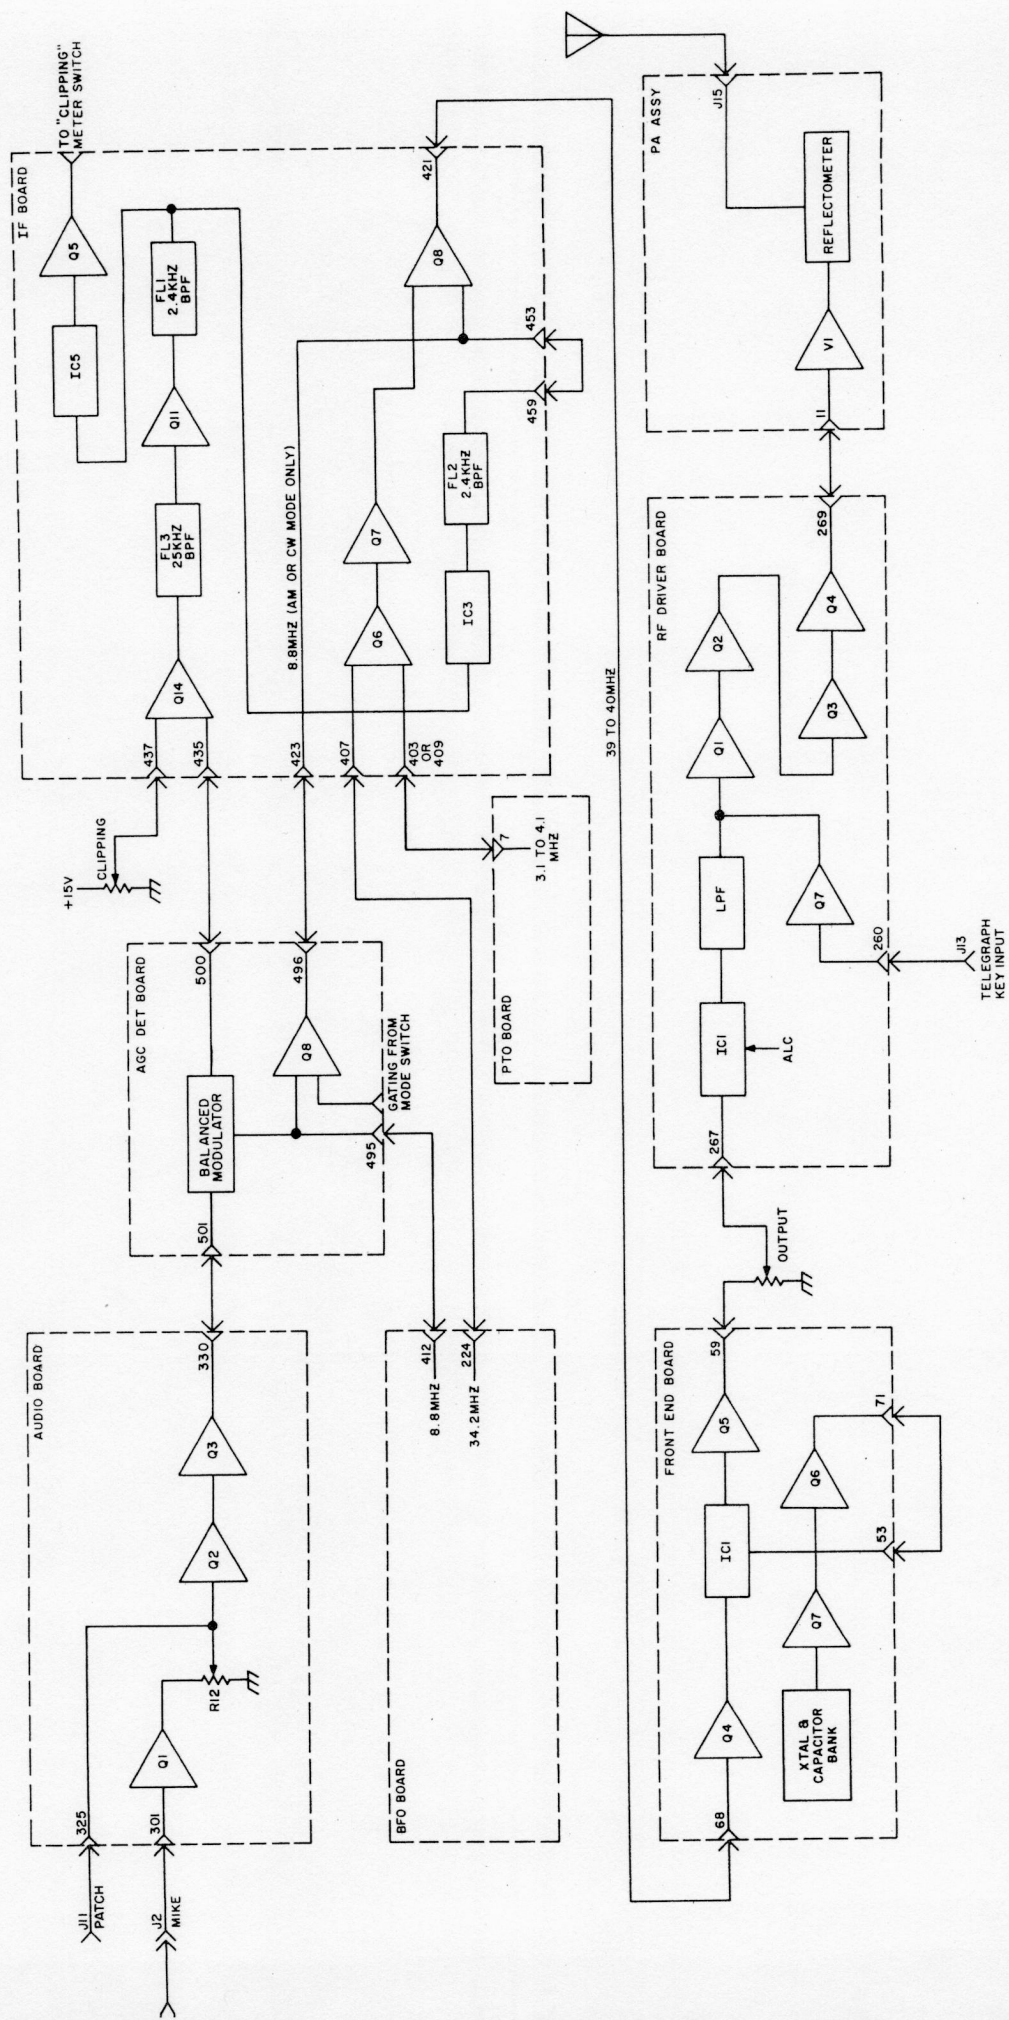 AUDIO BOARD
J11
PATCH
325
J2
MIKE
301
Q1
R12
Q2
Q3
330
AGC DET BOARD
501
BALANCED
MODULATOR
500
Q8
496
GATING FROM
MODE SWITCH
495
BFO BOARD
412
8.8MHZ
224
34.2MHZ
PTO BOARD
7
3.1 TO 4.1
MHZ
+15V
CLIPPING
IF BOARD
437
435
423
407
403
OR
409
Q14
FL3
25KHZ
BPF
Q11
FL1
2.4KHZ
BPF
IC5
Q5
TO "CLIPPING"
METER SWITCH
8.8MHZ (AM OR CW MODE ONLY)
Q6
Q7
IC3
FL2
2.4KHZ
BPF
459
453
Q8
421
39 TO 40MHZ
FRONT END BOARD
68
Q4
IC1
Q5
59
XTAL &
CAPACITOR
BANK
Q7
Q6
53
71
OUTPUT
RF DRIVER BOARD
267
IC1
ALC
LPF
Q1
Q2
Q7
260
J13
TELEGRAPH
KEY INPUT
Q3
Q4
269
PA ASSY
11
V1
REFLECTOMETER
J15